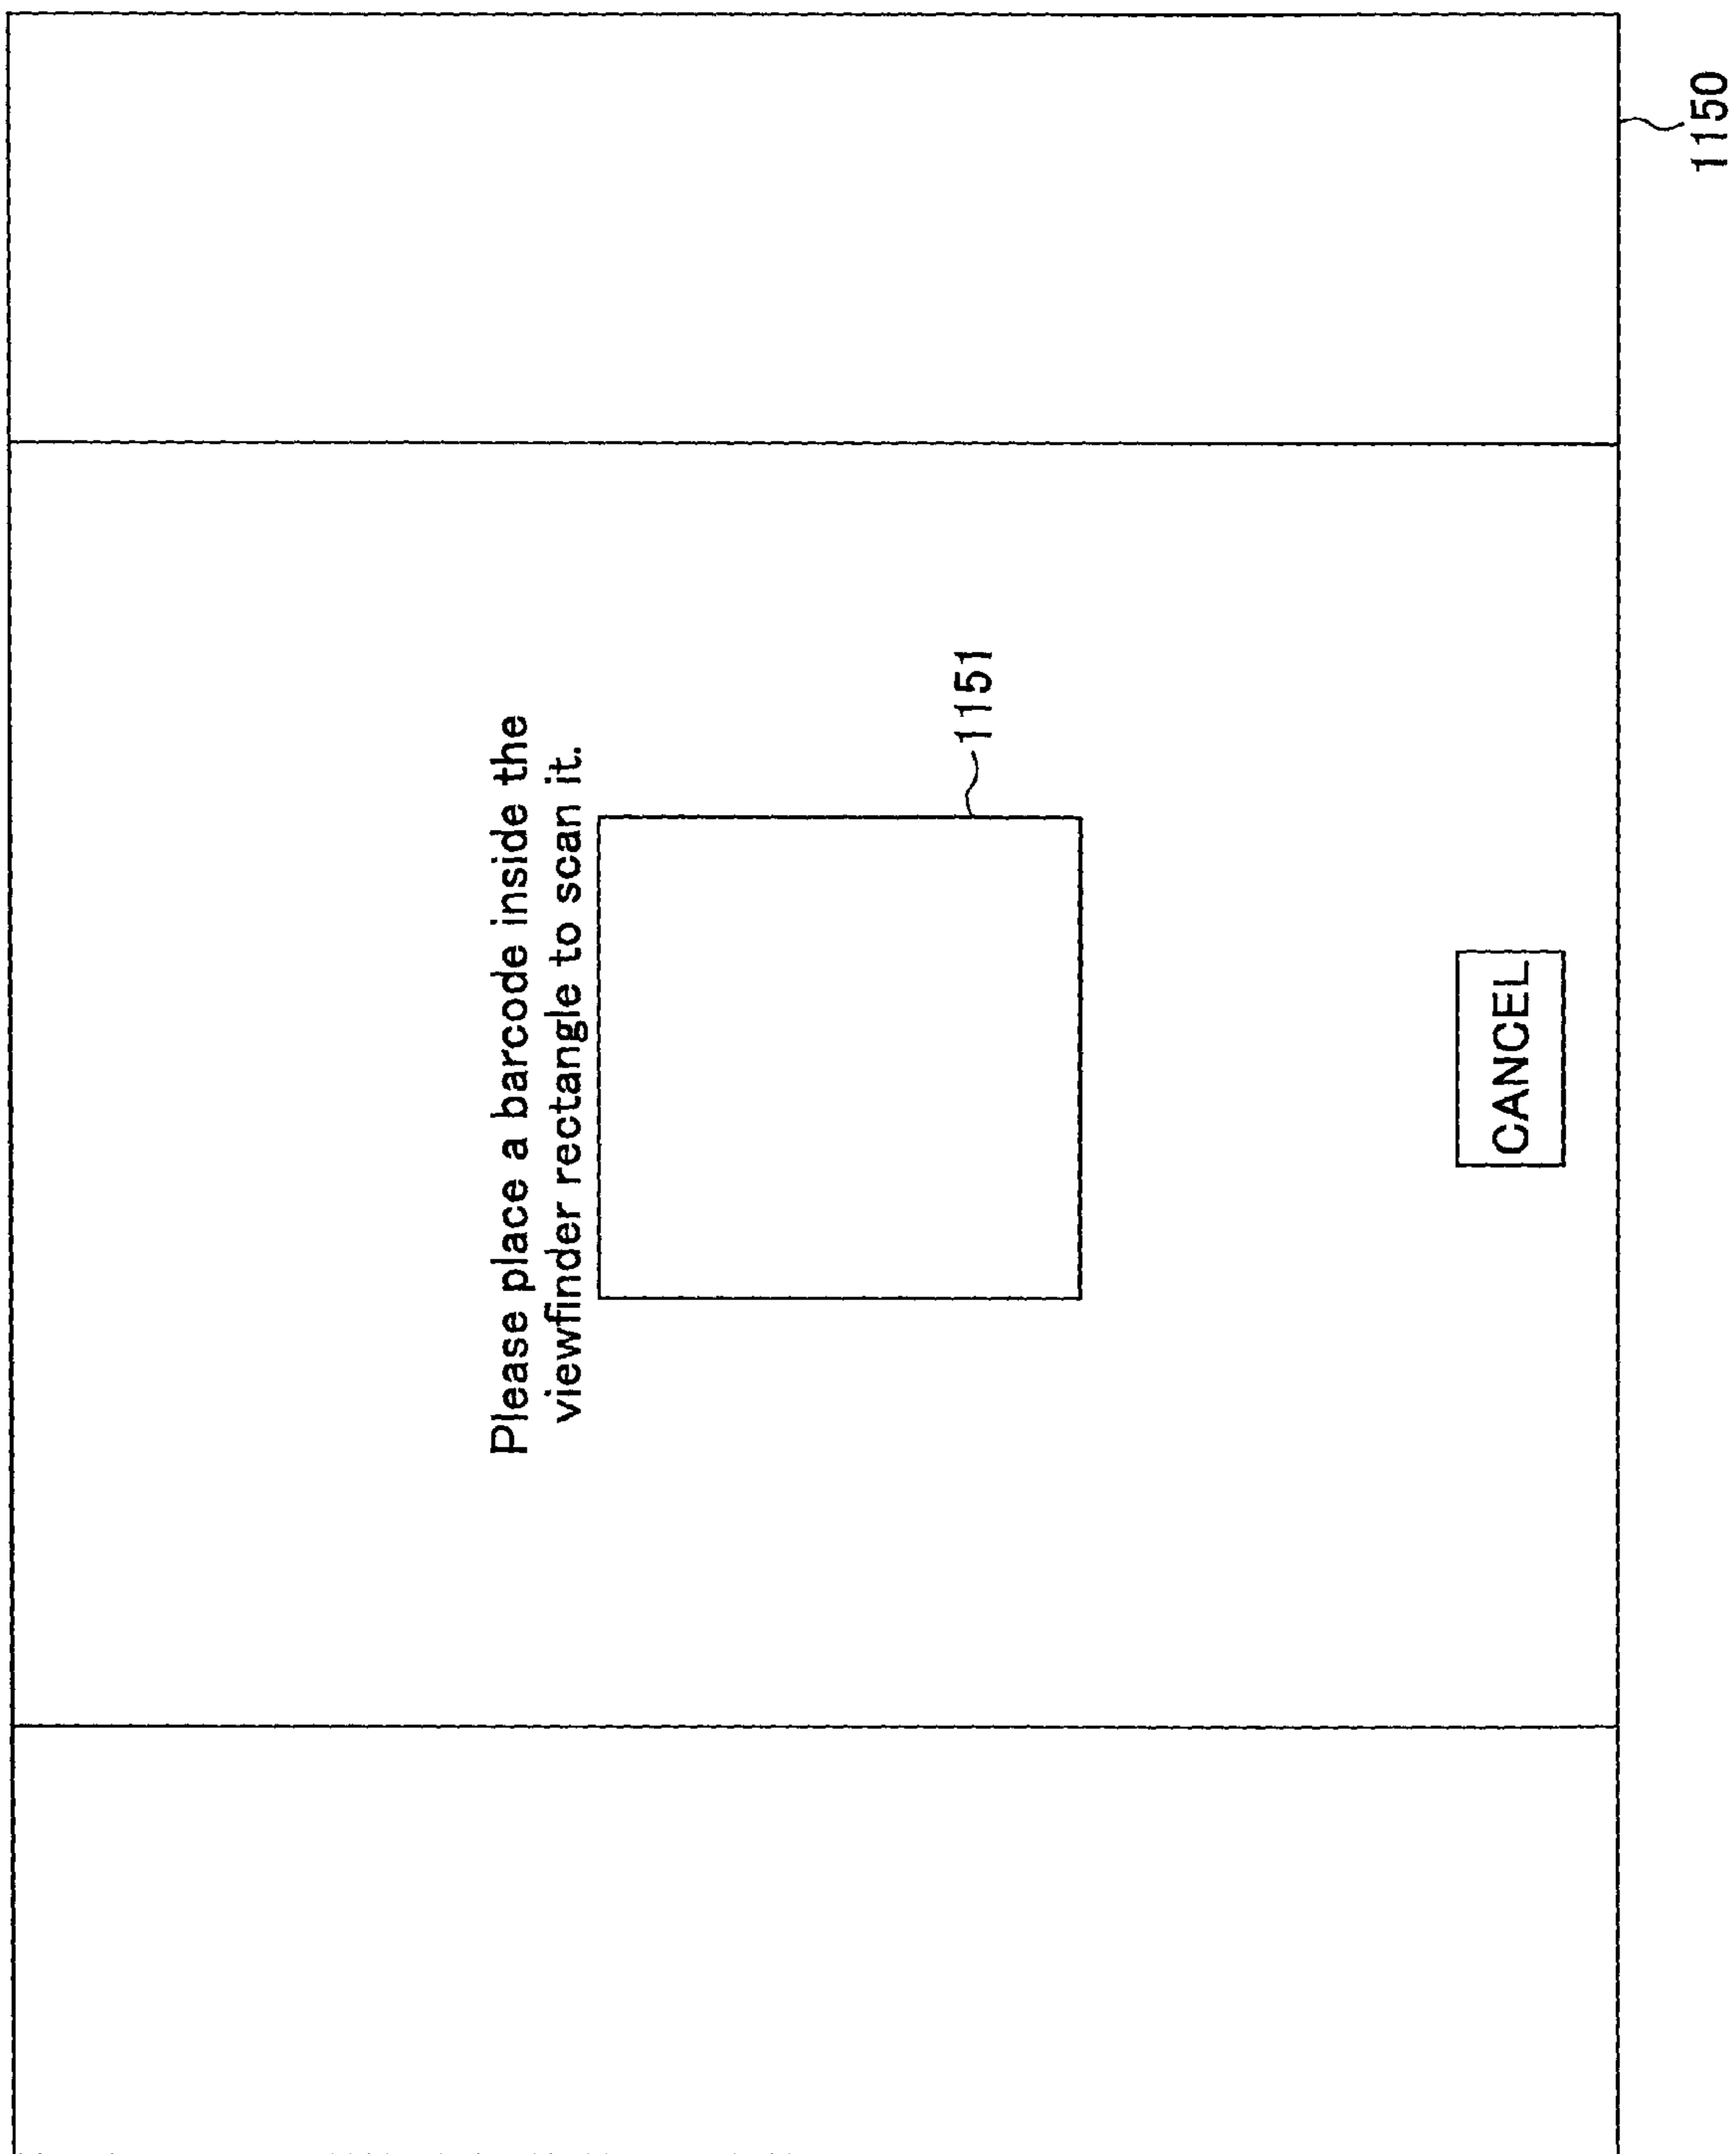 Please place a barcode inside the
viewfinder rectangle to scan it.
1151
CANCEL
1150